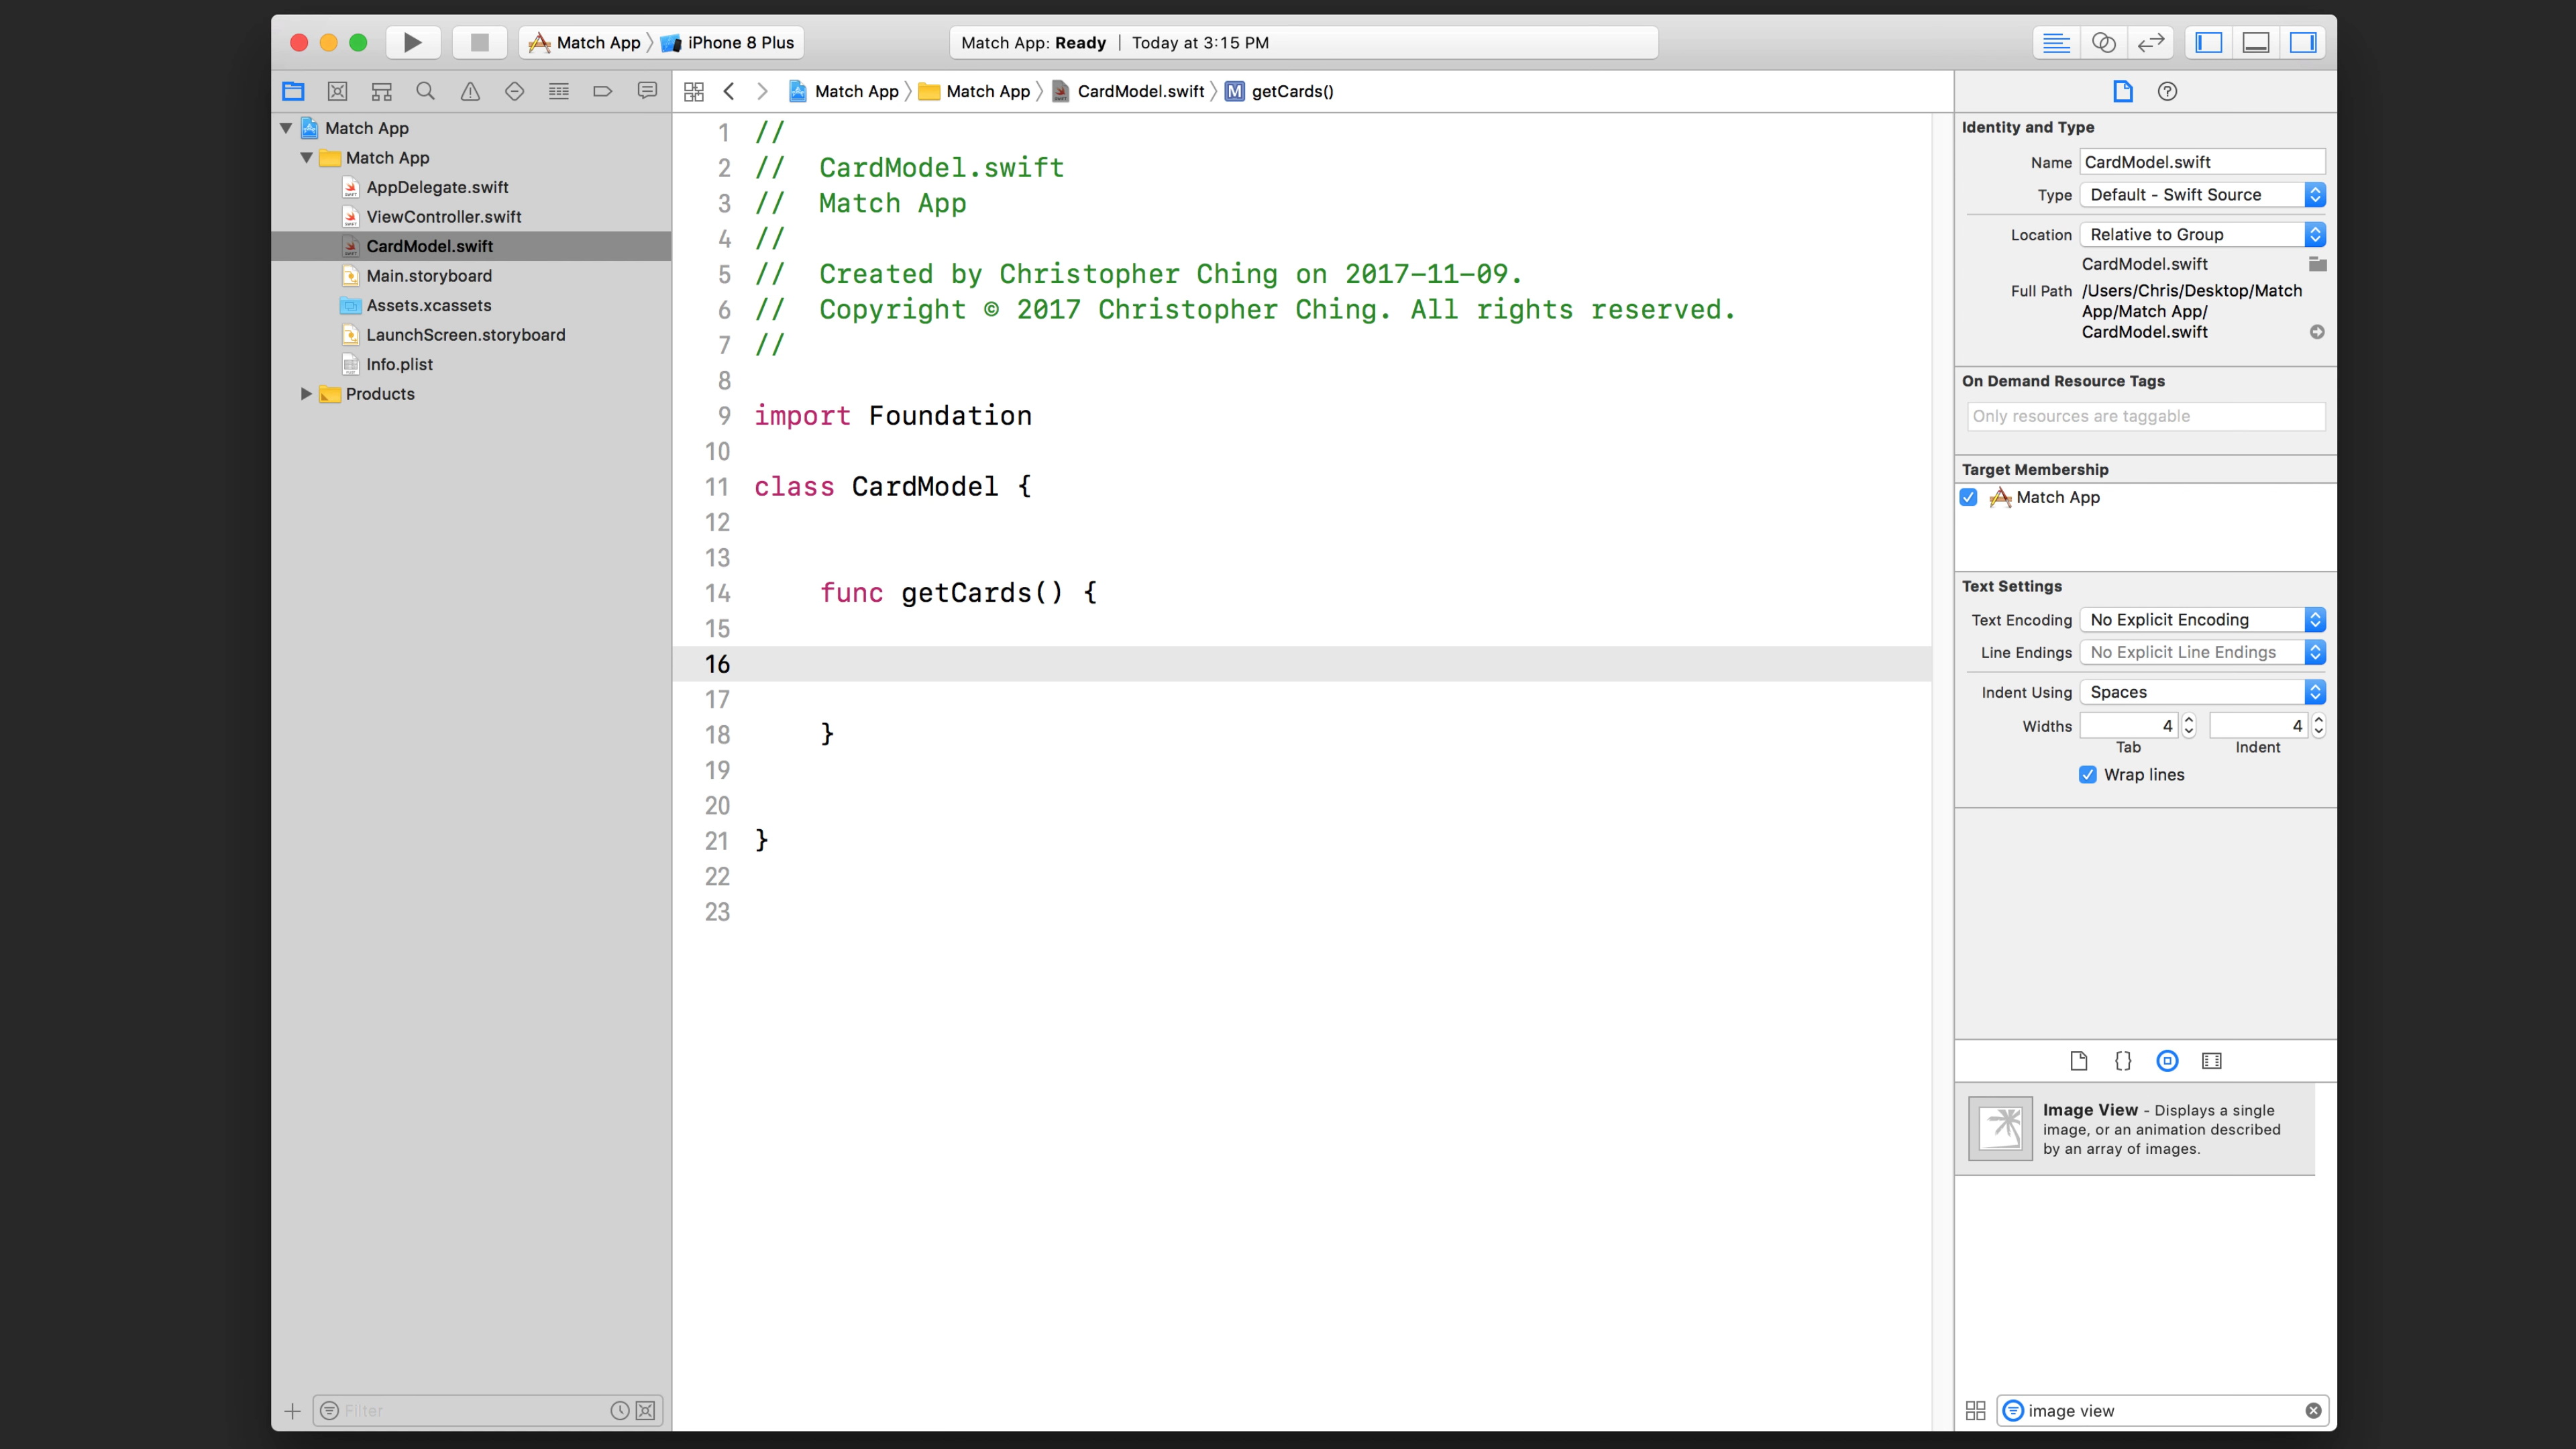 Match App iPhone 8 Plus
Match App: Ready | Today at 3:15 PM
Match App Match App CardModel.swift M getCards()
Match App
Match App
AppDelegate.swift
ViewController.swift
CardModel.swift
Main.storyboard
Assets.xcassets
LaunchScreen.storyboard
Info.plist
Products
Filter
1 //
2 // CardModel.swift
3 // Match App
4 //
5 // Created by Christopher Ching on 2017-11-09.
6 // Copyright © 2017 Christopher Ching. All rights reserved.
7 //
8
9 import Foundation
10
11 class CardModel {
12
13
14 func getCards() {
15
16
17
18 }
19
20
21 }
22
23
Identity and Type
Name CardModel.swift
Type Default - Swift Source
Location Relative to Group
CardModel.swift
Full Path /Users/Chris/Desktop/Match
App/Match App/
CardModel.swift
On Demand Resource Tags
Only resources are taggable
Target Membership
Match App
Text Settings
Text Encoding No Explicit Encoding
Line Endings No Explicit Line Endings
Indent Using Spaces
Widths 4 4
Tab Indent
Wrap lines
{}
Image View - Displays a single
image, or an animation described
by an array of images.
image view